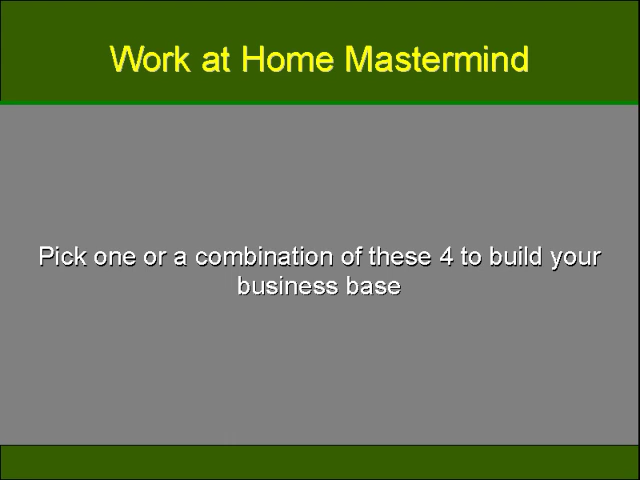 Work at Home Mastermind
Pick one or a combination of these 4 to build your
business base